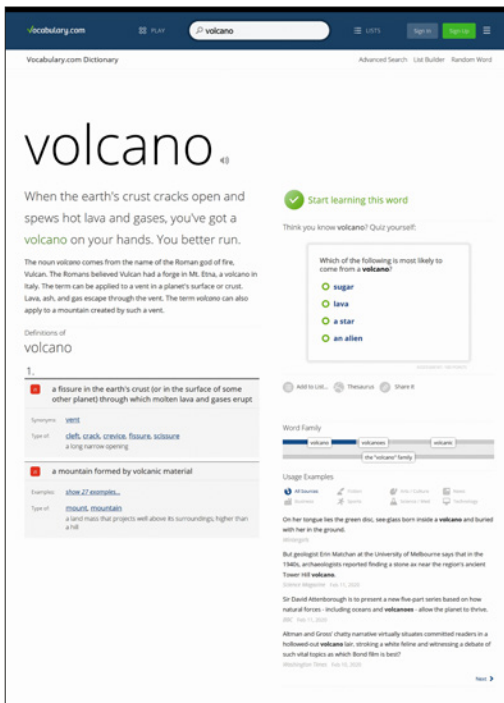 Vocabulary.com
PLAY
volcano
LISTS
Sign in
Sign up
Vocabulary.com Dictionary
Advanced Search List Builder Random Word
volcano
When the earth's crust cracks open and
spews hot lava and gases, you've got a
volcano on your hands. You better run.
The noun volcano comes from the name of the Roman god of fire,
Vulcan. The Romans believed Vulcan had a forge in Mt. Etna, a volcano in
Italy. The term can be applied to a vent in a planet's surface or crust.
Lava, ash, and gas escape through the vent. The term volcano can also
apply to a mountain created by such a vent.
Definitions of
volcano
1.
n
a fissure in the earth's crust (or in the surface of some
other planet) through which molten lava and gases erupt
Synonyms: vent
Type of: cleft, crack, crevice, fissure, scissure
a long narrow opening
n
a mountain formed by volcanic material
Examples: show 27 examples...
Type of: mount, mountain
a land mass that projects well above its surroundings; higher than
a hill
Start learning this word
Think you know volcano? Quiz yourself:
Which of the following is most likely to
come from a volcano?
sugar
lava
a star
an alien
Add to List... Thesaurus Share It
Word Family
volcano volcanoes volcanic
the "volcano" family
Usage Examples
All Sources Fiction Arts / Culture News
Business Sports Science / Med Technology
On her tongue lies the green disc, see-glass born inside a volcano and buried
with her in the ground.
But geologist Erin Matchan at the University of Melbourne says that in the
1940s, archaeologists reported finding a stone ax near the region's ancient
Tower Hill volcano.
Science Magazine Feb 11, 2020
Sir David Attenborough is to present a new five-part series based on how
natural forces - including oceans and volcanoes - allow the planet to thrive.
BBC Feb 11, 2020
Altman and Gross' chatty narrative virtually situates committed readers in a
hollowed-out volcano lair, stroking a white feline and witnessing a debate of
such vital topics as which Bond film is best?
Washington Times Feb 10, 2020
Next